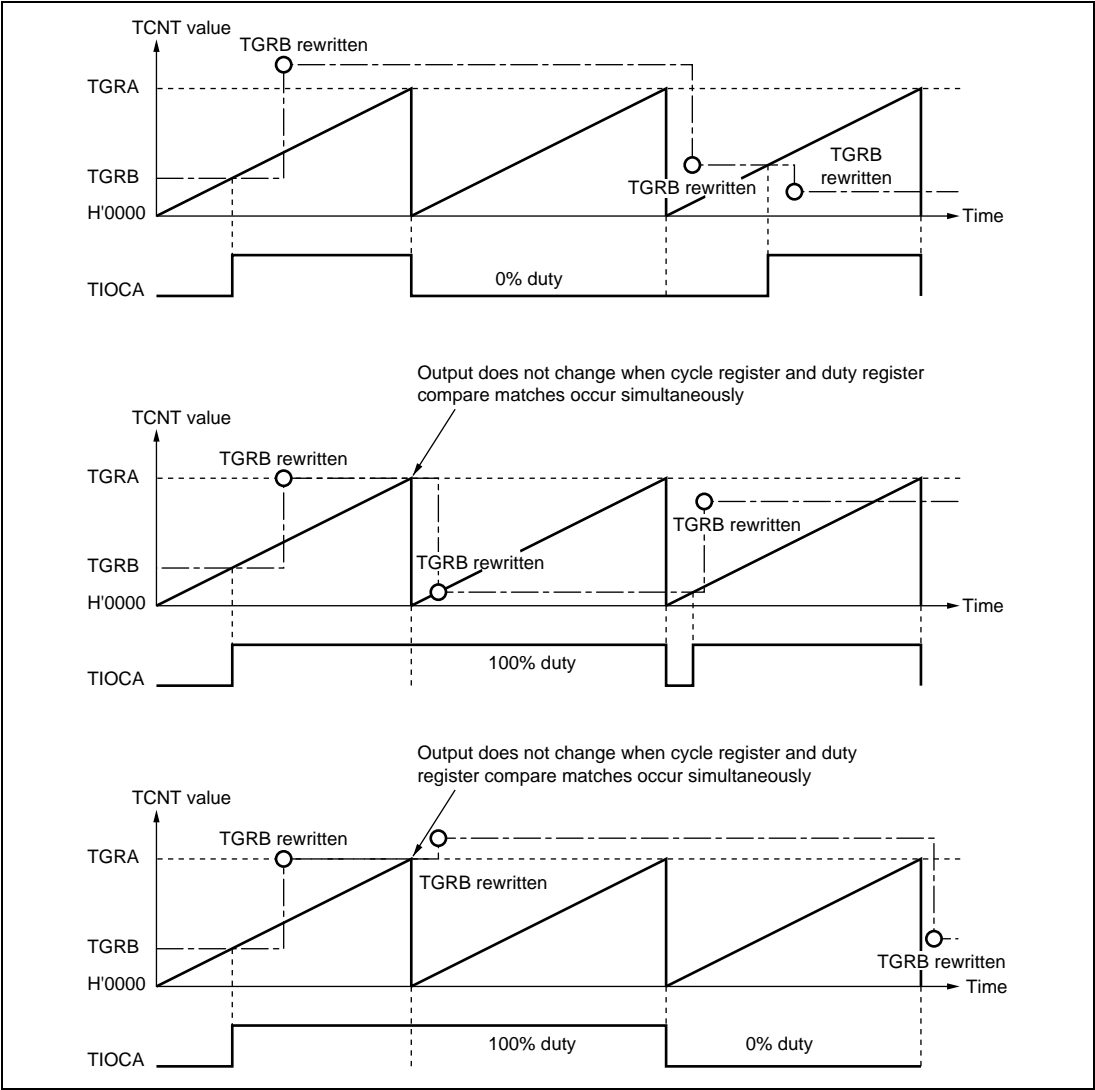 TCNT value
TGRB rewritten
TGRA
TGRB
rewritten
TGRB
TGRB rewritten
H'0000
Time
0% duty
TIOCA
Output does not change when cycle register and duty register
compare matches occur simultaneously
TCNT value
TGRB rewritten
TGRA
TGRB rewritten
TGRB
TGRB rewritten
H'0000
Time
100% duty
TIOCA
Output does not change when cycle register and duty
register compare matches occur simultaneously
TCNT value
TGRB rewritten
TGRA
TGRB rewritten
TGRB
TGRB rewritten
H'0000
Time
100% duty
0% duty
TIOCA